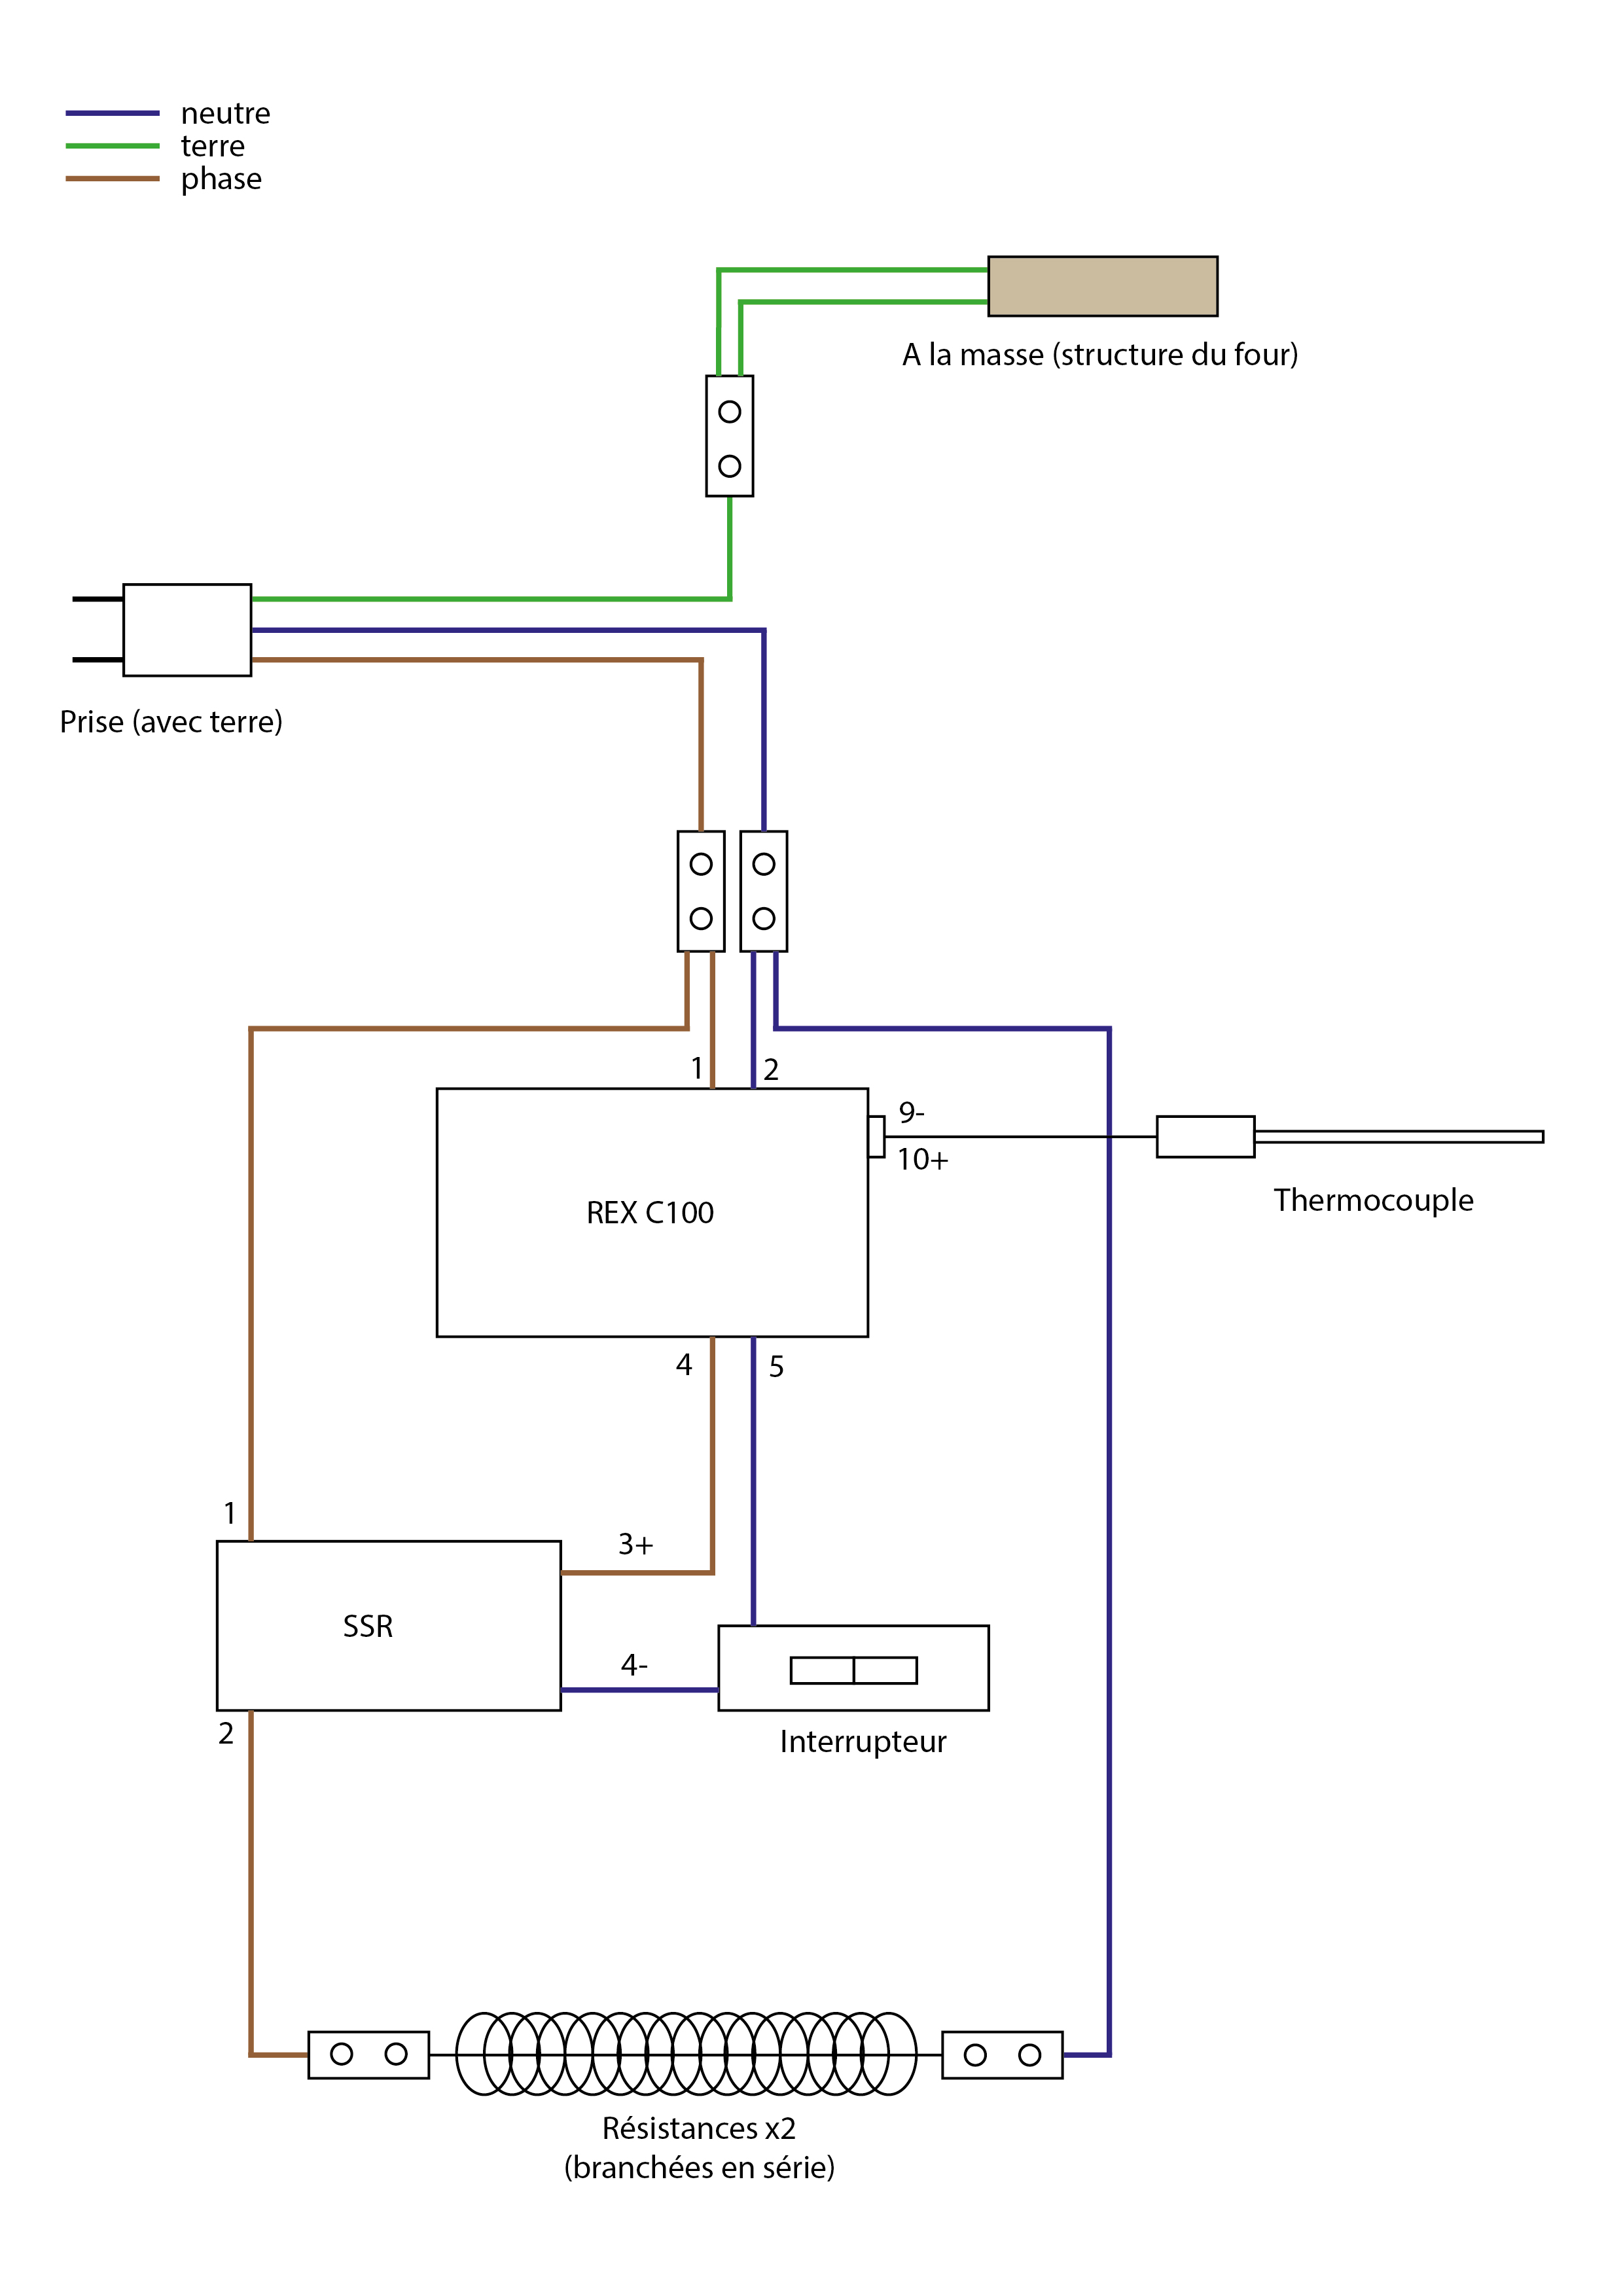 neutre
terre
phase
A la masse (structure du four)
Prise (avec terre)
1
2
9-
10+
REX C100
Thermocouple
4
5
1
3+
SSR
4-
2
Interrupteur
Résistances x2
(branchées en série)